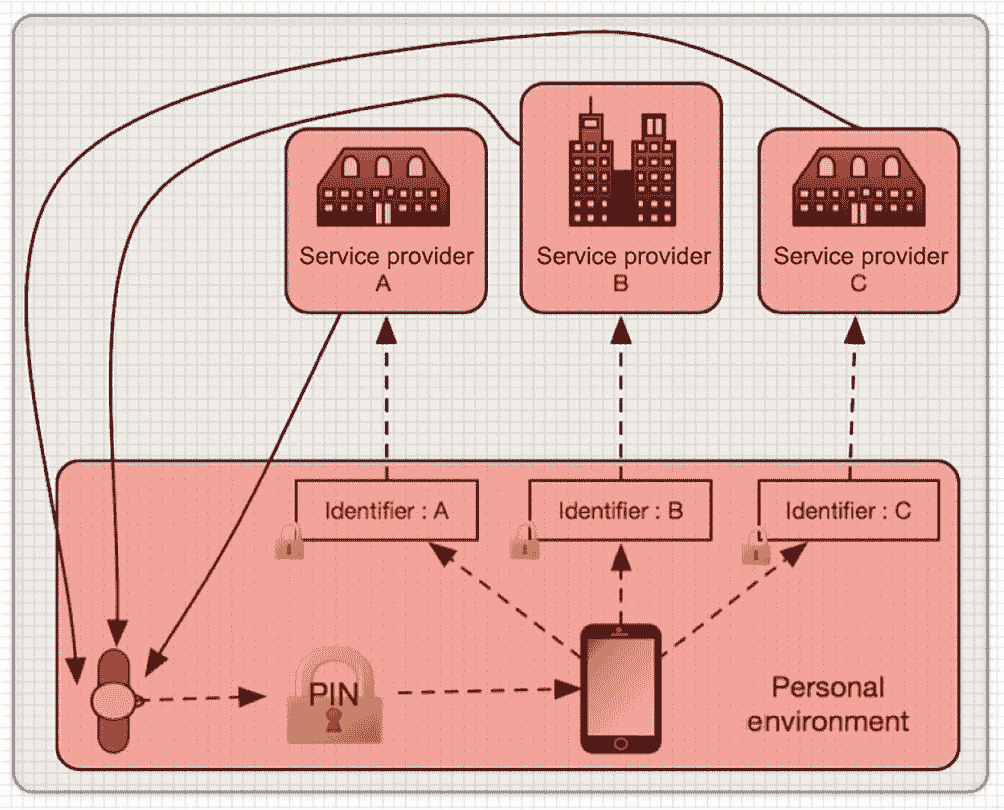 Service provider
A
Service provider
B
Service provider
C
Identifier : A
Identifier : B
Identifier : C
PIN
Personal
environment